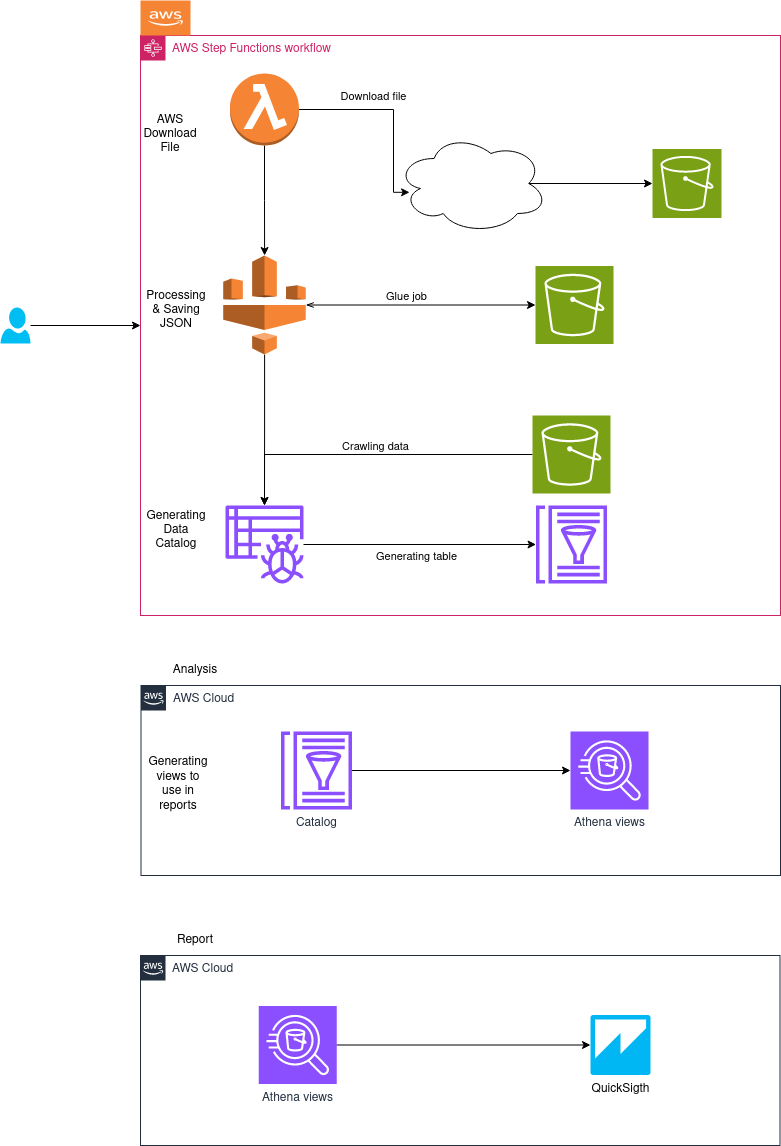 aws
AWS Step Functions workflow
Download file
AWS
Download
File
Processing
& Saving
JSON
Glue job
Crawling data
Generating
Data
Catalog
Generating table
Analysis
aws
AWS Cloud
Generating
views to
use in
reports
Catalog
Athena views
Report
aws
AWS Cloud
Athena views
QuickSigth